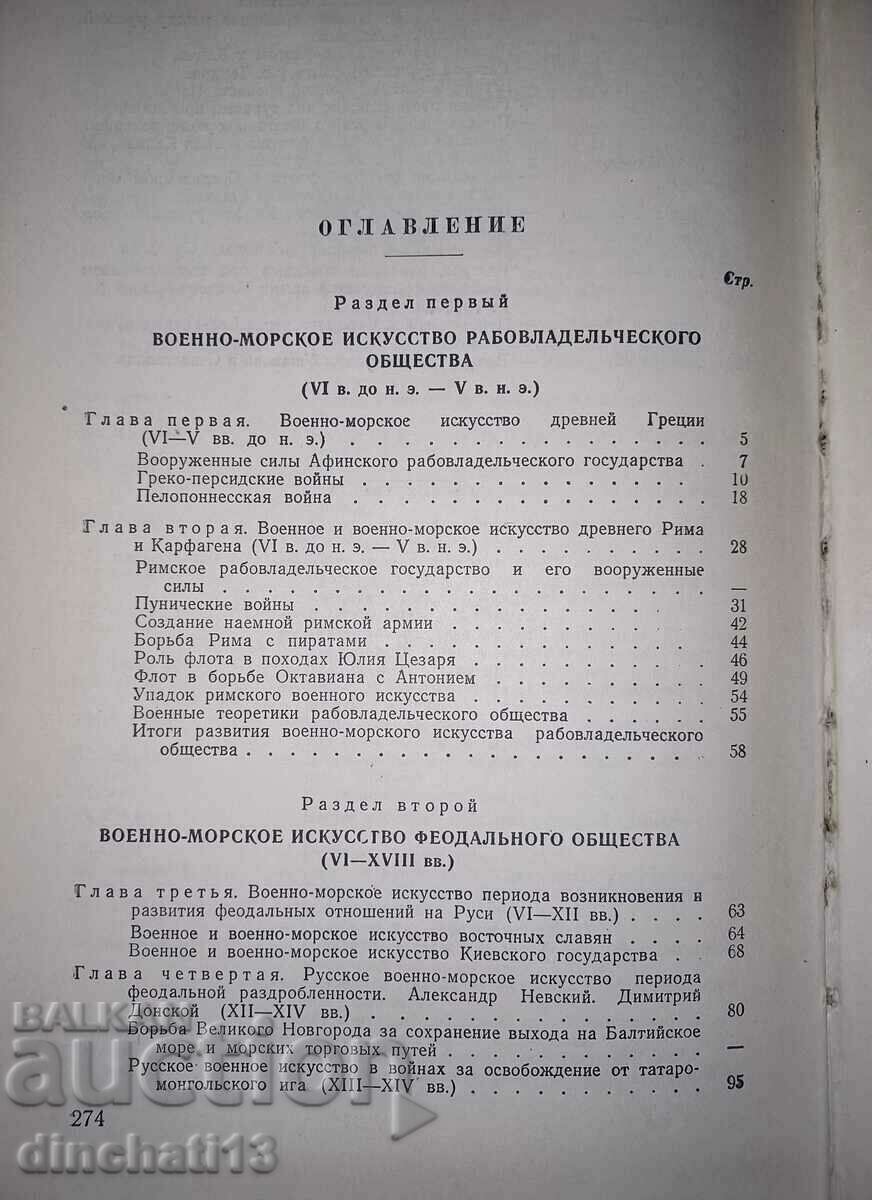 ОГЛАВЛЕНИЕ
Стр.
Раздел первый
ВОЕННО-МОРСКОЕ ИСКУССТВО РАБОВЛАДЕЛЬЧЕСКОГО
ОБЩЕСТВА
(VI в. до н. э. — V в. н. э.)
Глава первая. Военно-морское искусство древней Греции
(VI—V вв. до н. э.) . . . . . . . . . . . . . . . . 5
Вооруженные силы Афинского рабовладельческого государства . 7
Греко-персидские войны . . . . . . . . . . . . . . . . 10
Пелопоннесская война . . . . . . . . . . . . . . . . 18
Глава вторая. Военное и военно-морское искусство древнего Рима
и Карфагена (VI в. до н. э. — V в. н. э.) . . . . . . . . . . 28
Римское рабовладельческое государство и его вооруженные
силы . . . . . . . . . . . . . . . . . . . . . —
Пунические войны . . . . . . . . . . . . . . . . 31
Создание наемной римской армии . . . . . . . . . . . 42
Борьба Рима с пиратами . . . . . . . . . . . . . . 44
Роль флота в походах Юлия Цезаря . . . . . . . . . . 46
Флот в борьбе Октавиана с Антонием . . . . . . . . . . 49
Упадок римского военного искусства . . . . . . . . . . 54
Военные теоретики рабовладельческого общества . . . . . . 55
Итоги развития военно-морского искусства рабовладельческого
общества . . . . . . . . . . . . . . . . . . . 58
Раздел второй
ВОЕННО-МОРСКОЕ ИСКУССТВО ФЕОДАЛЬНОГО ОБЩЕСТВА
(VI—XVIII вв.)
Глава третья. Военно-морское искусство периода возникновения и
развития феодальных отношений на Руси (VI—XII вв.) . . . . 63
Военное и военно-морское искусство восточных славян . . . . 64
Военное и военно-морское искусство Киевского государства . . 68
Глава четвертая. Русское военно-морское искусство периода
феодальной раздробленности. Александр Невский. Димитрий
Донской (XII—XIV вв.) . . . . . . . . . . . . . . . 80
Борьба Великого Новгорода за сохранение выхода на Балтийское
море и морских торговых путей . . . . . . . . . . . —
Русское военное искусство в войнах за освобождение от татаро-
монгольского ига (XIII—XIV вв.) . . . . . . . . . . . 95
274
BALKAN
auction
dinchati13